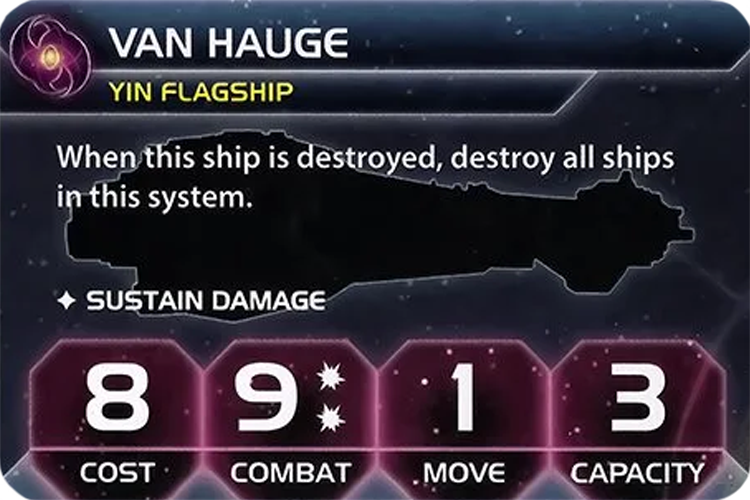 VAN HAUGE
YIN FLAGSHIP
When this ship is destroyed, destroy all ships
in this system.
SUSTAIN DAMAGE
8 9 1 3
COST COMBAT MOVE CAPACITY